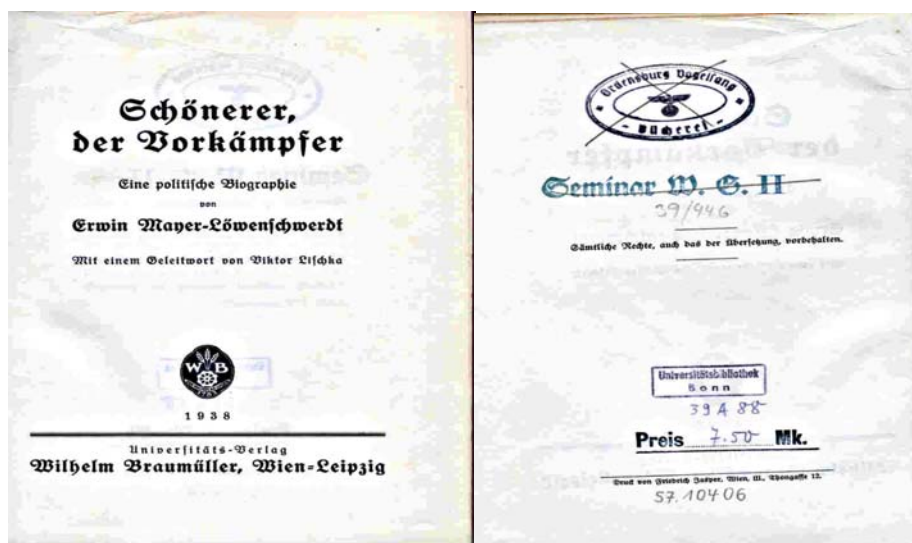 Schönerer,
der Vorkämpfer
Eine politische Biographie
von
Erwin Mayer-Löwenschwerdt
Mit einem Geleitwort von Viktor Lischka
W B
1938
Universitäts-Verlag
Wilhelm Braumüller, Wien-Leipzig
Ordensburg Vogelsang
- Bücherei -
Seminar W. G. II
39/446
Sämtliche Rechte, auch das der Übersetzung, vorbehalten.
Universitätsbibliothek
Bonn
39 A 88
Preis 7.50 Mk.
Druck von Friedrich Jasper, Wien, III., Thongasse 12.
57.10406